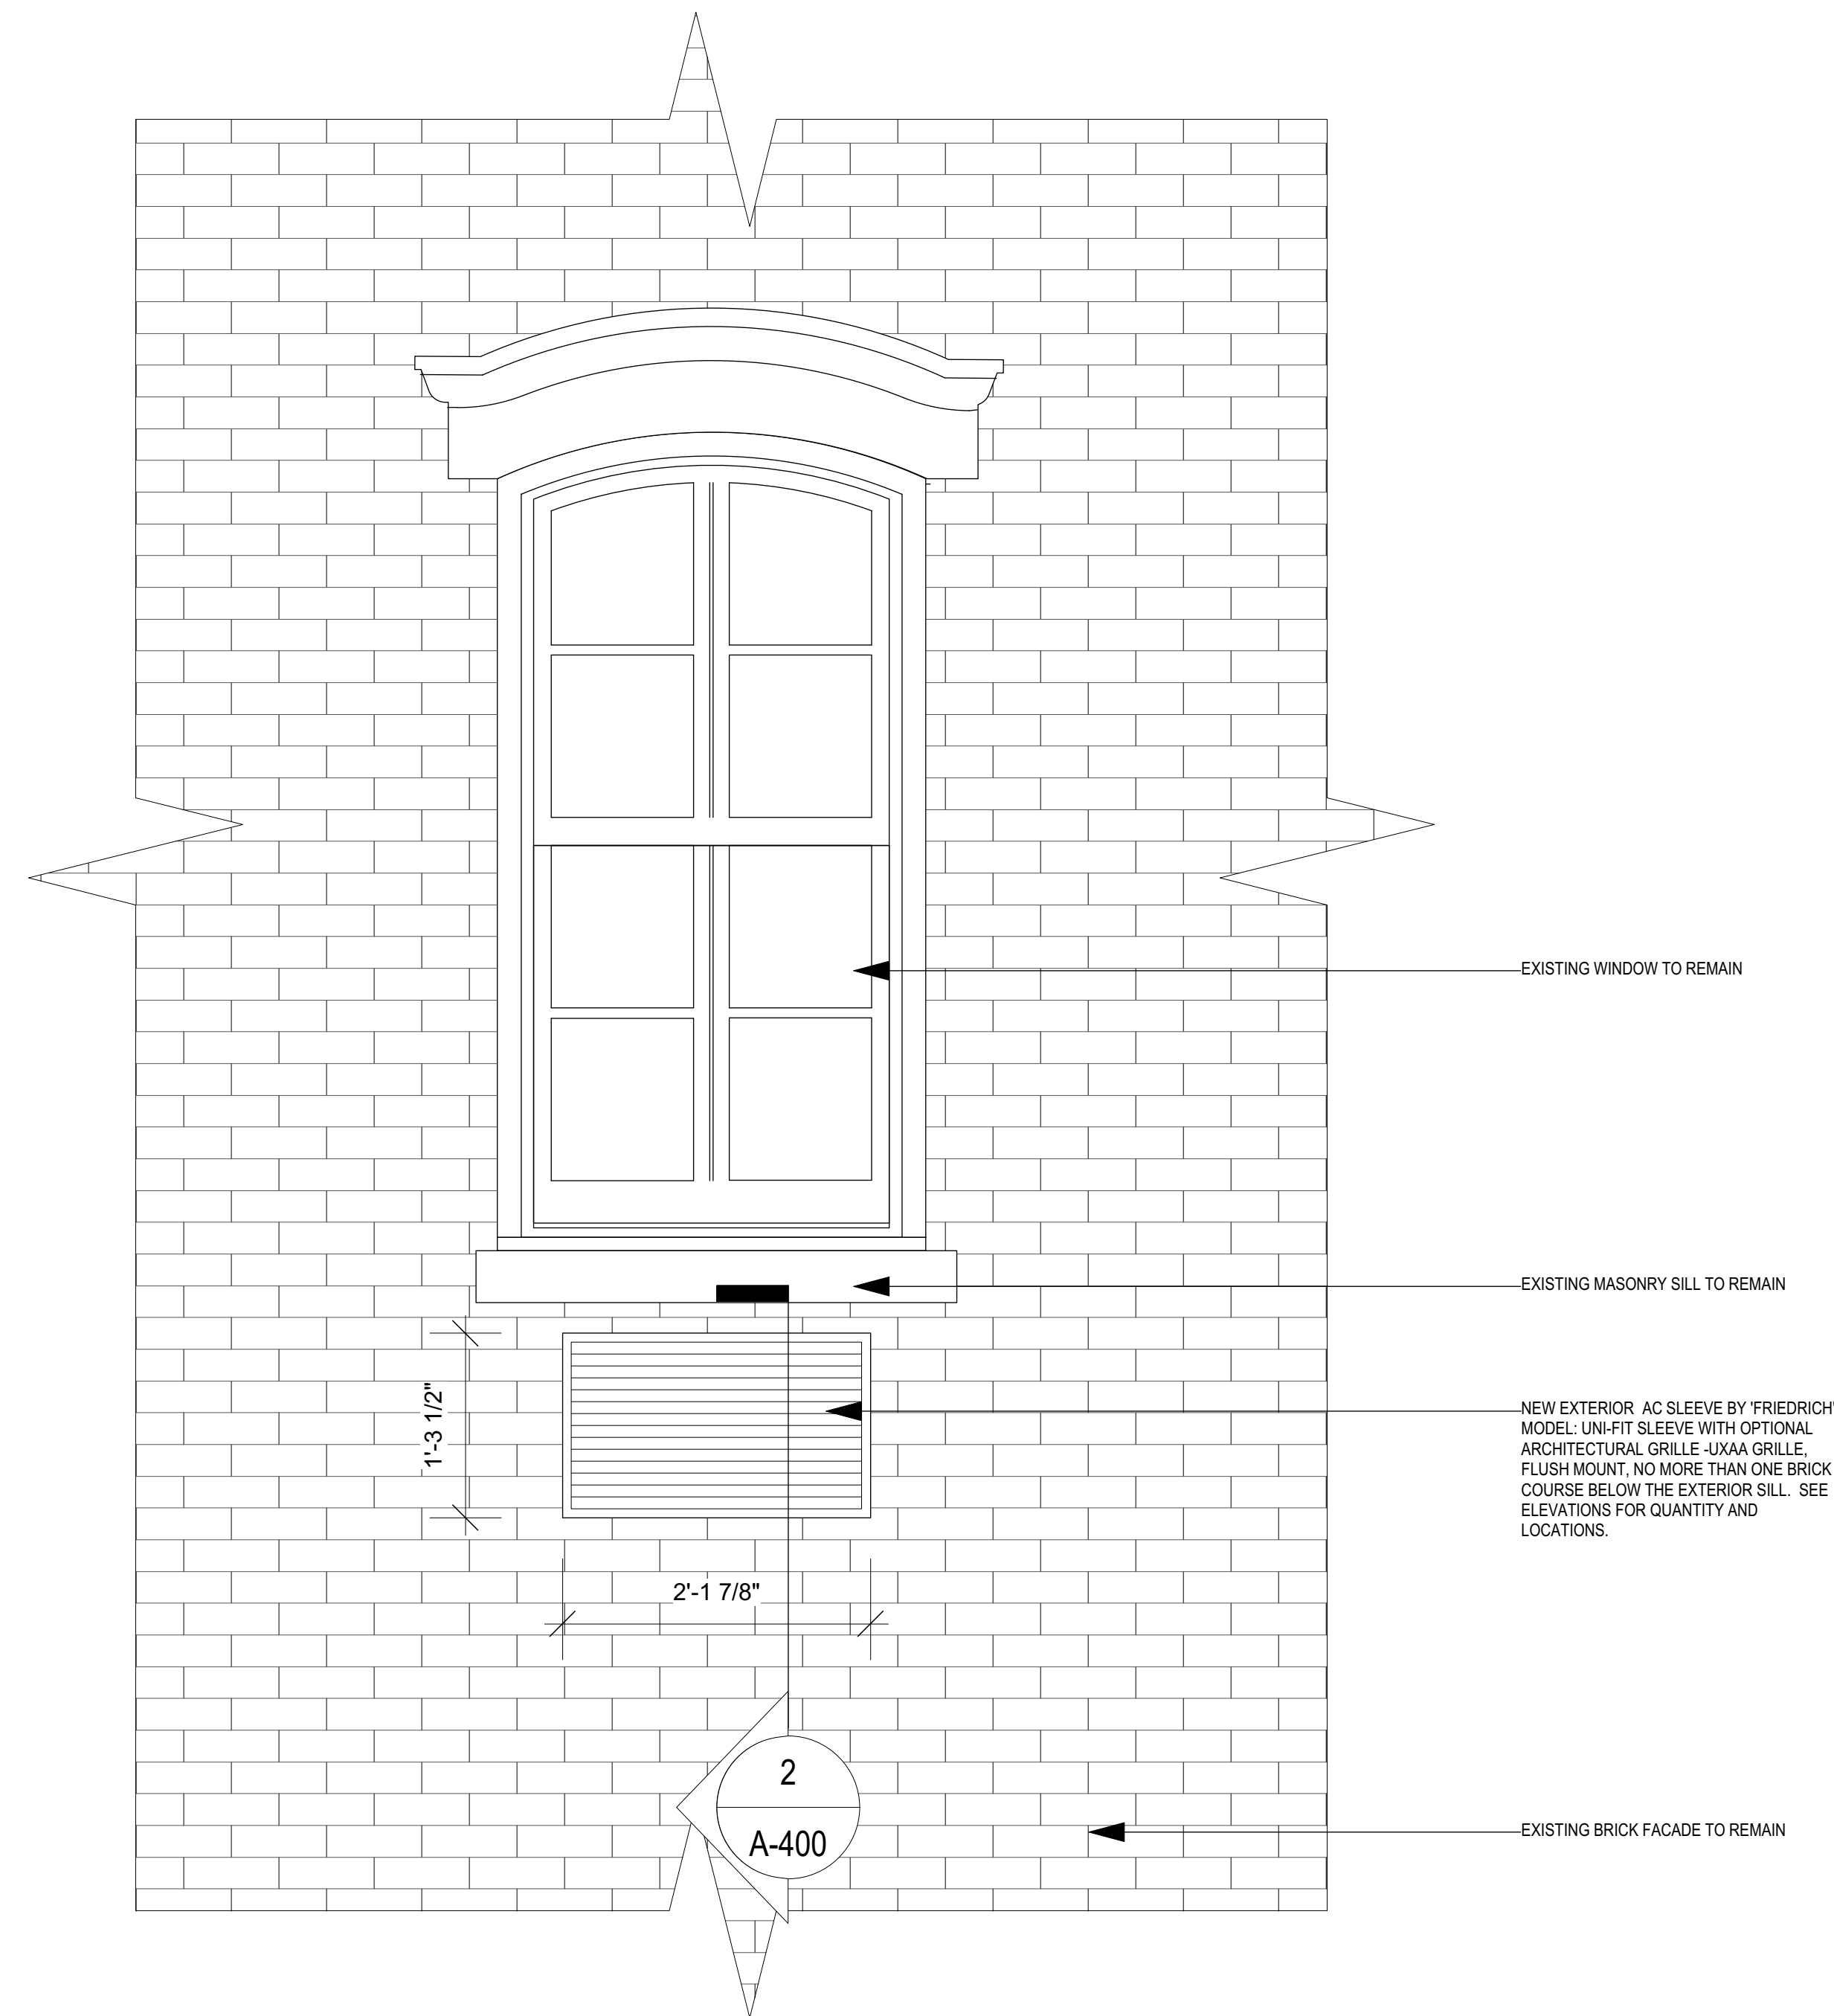 EXISTING WINDOW TO REMAIN
EXISTING MASONRY SILL TO REMAIN
1'-3 1/2"
NEW EXTERIOR AC SLEEVE BY 'FRIEDRICH'
MODEL: UNI-FIT SLEEVE WITH OPTIONAL
ARCHITECTURAL GRILLE -UXAA GRILLE,
FLUSH MOUNT, NO MORE THAN ONE BRICK
COURSE BELOW THE EXTERIOR SILL. SEE
ELEVATIONS FOR QUANTITY AND
LOCATIONS.
2'-1 7/8"
2
A-400
EXISTING BRICK FACADE TO REMAIN